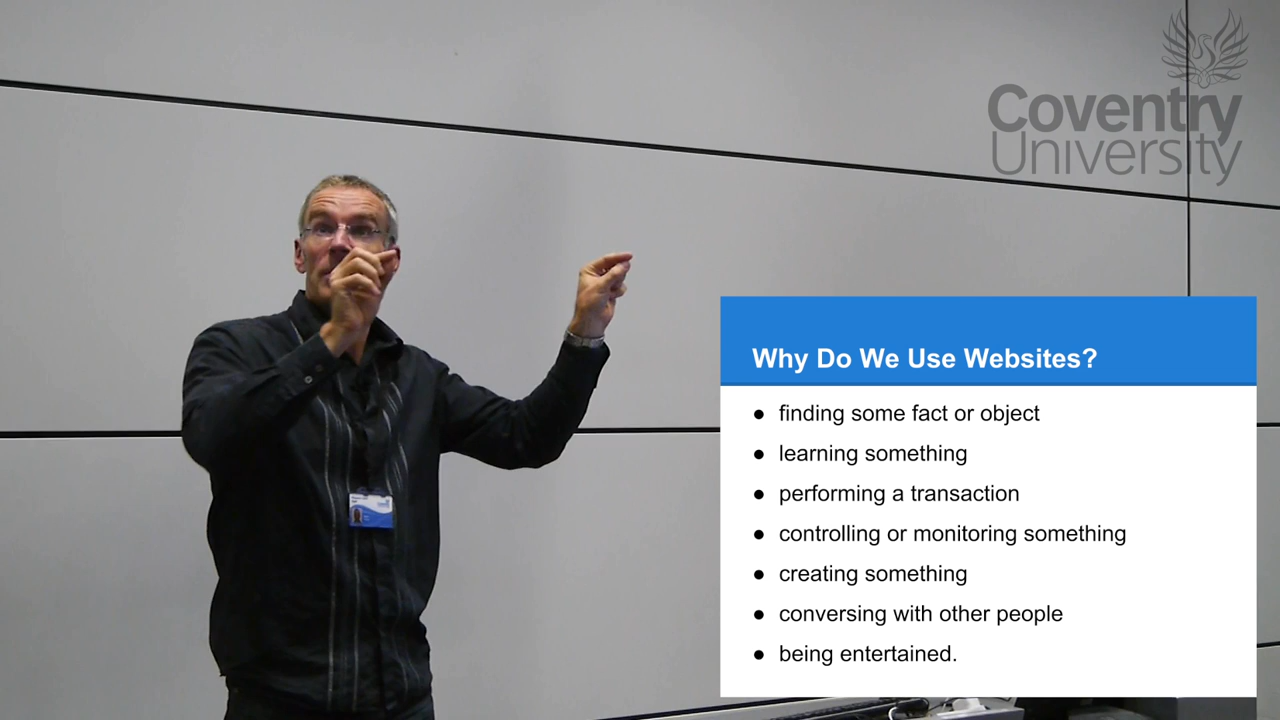 Coventry
University
Why Do We Use Websites?
● finding some fact or object
● learning something
● performing a transaction
● controlling or monitoring something
● creating something
● conversing with other people
● being entertained.